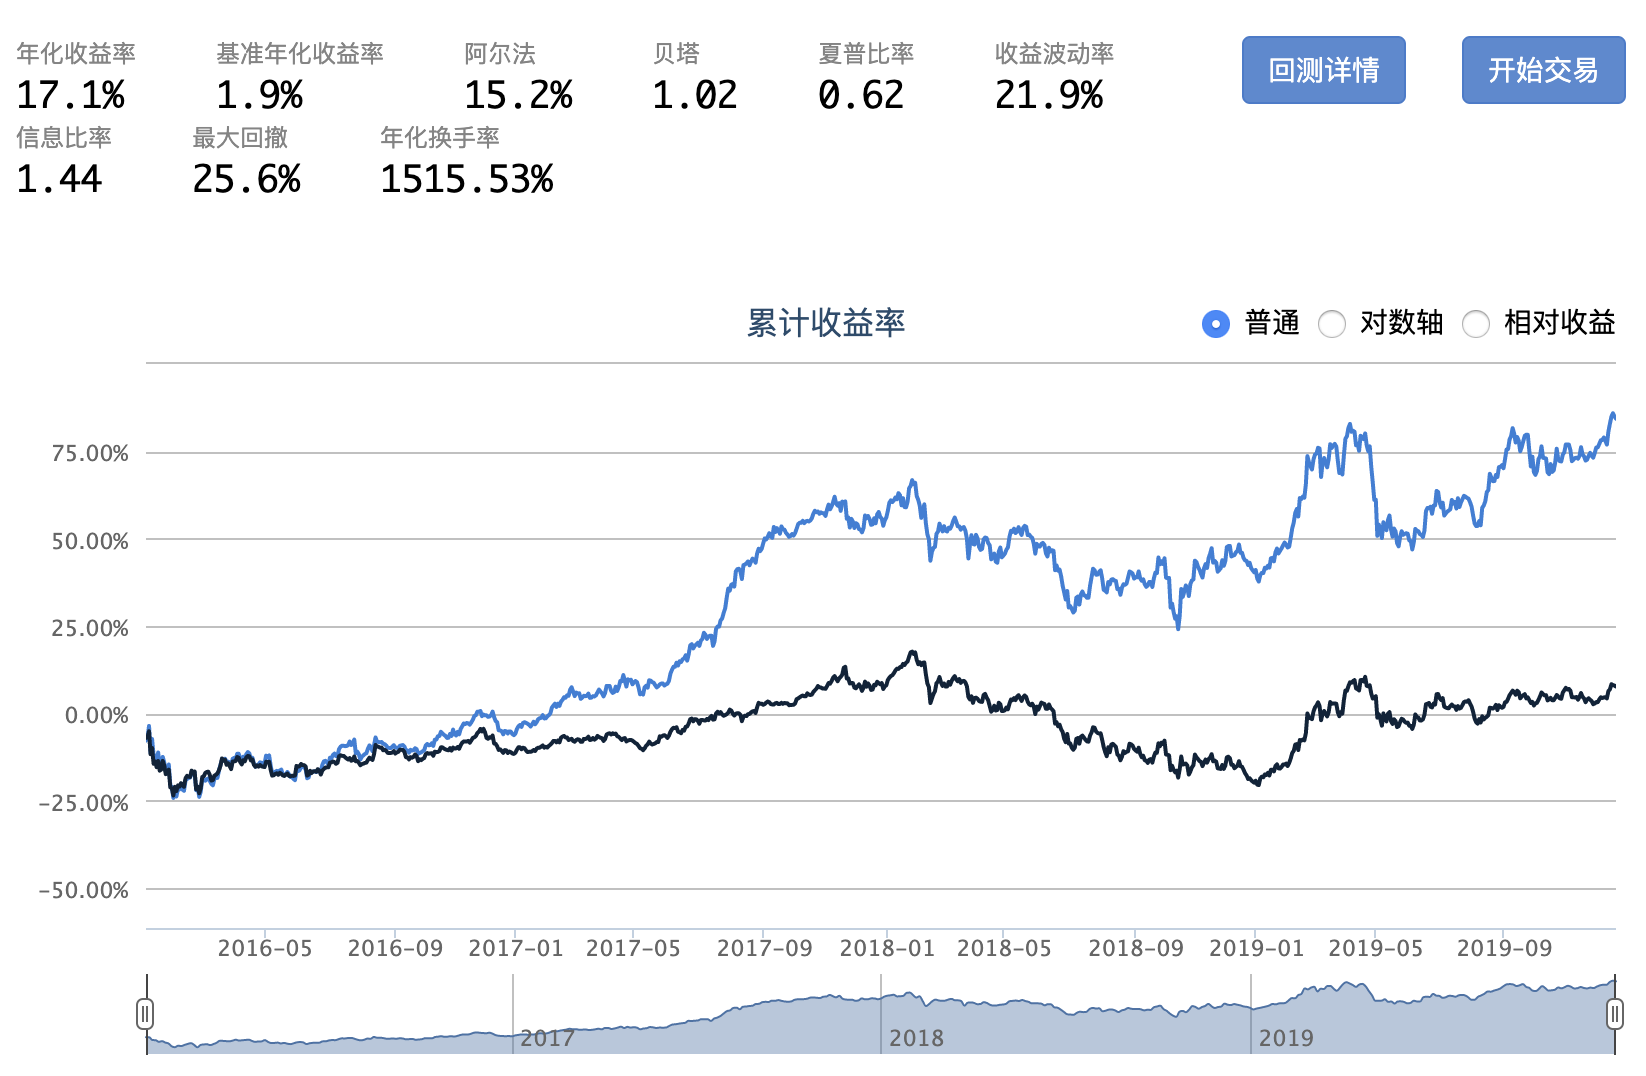 年化收益率 基准年化收益率 阿尔法 贝塔 夏普比率 收益波动率
17.1% 1.9% 15.2% 1.02 0.62 21.9%
回测详情 开始交易
信息比率 最大回撤 年化换手率
1.44 25.6% 1515.53%
累计收益率
普通 对数轴 相对收益
75.00%
50.00%
25.00%
0.00%
-25.00%
-50.00%
2016-05 2016-09 2017-01 2017-05 2017-09 2018-01 2018-05 2018-09 2019-01 2019-05 2019-09
2017 2018 2019